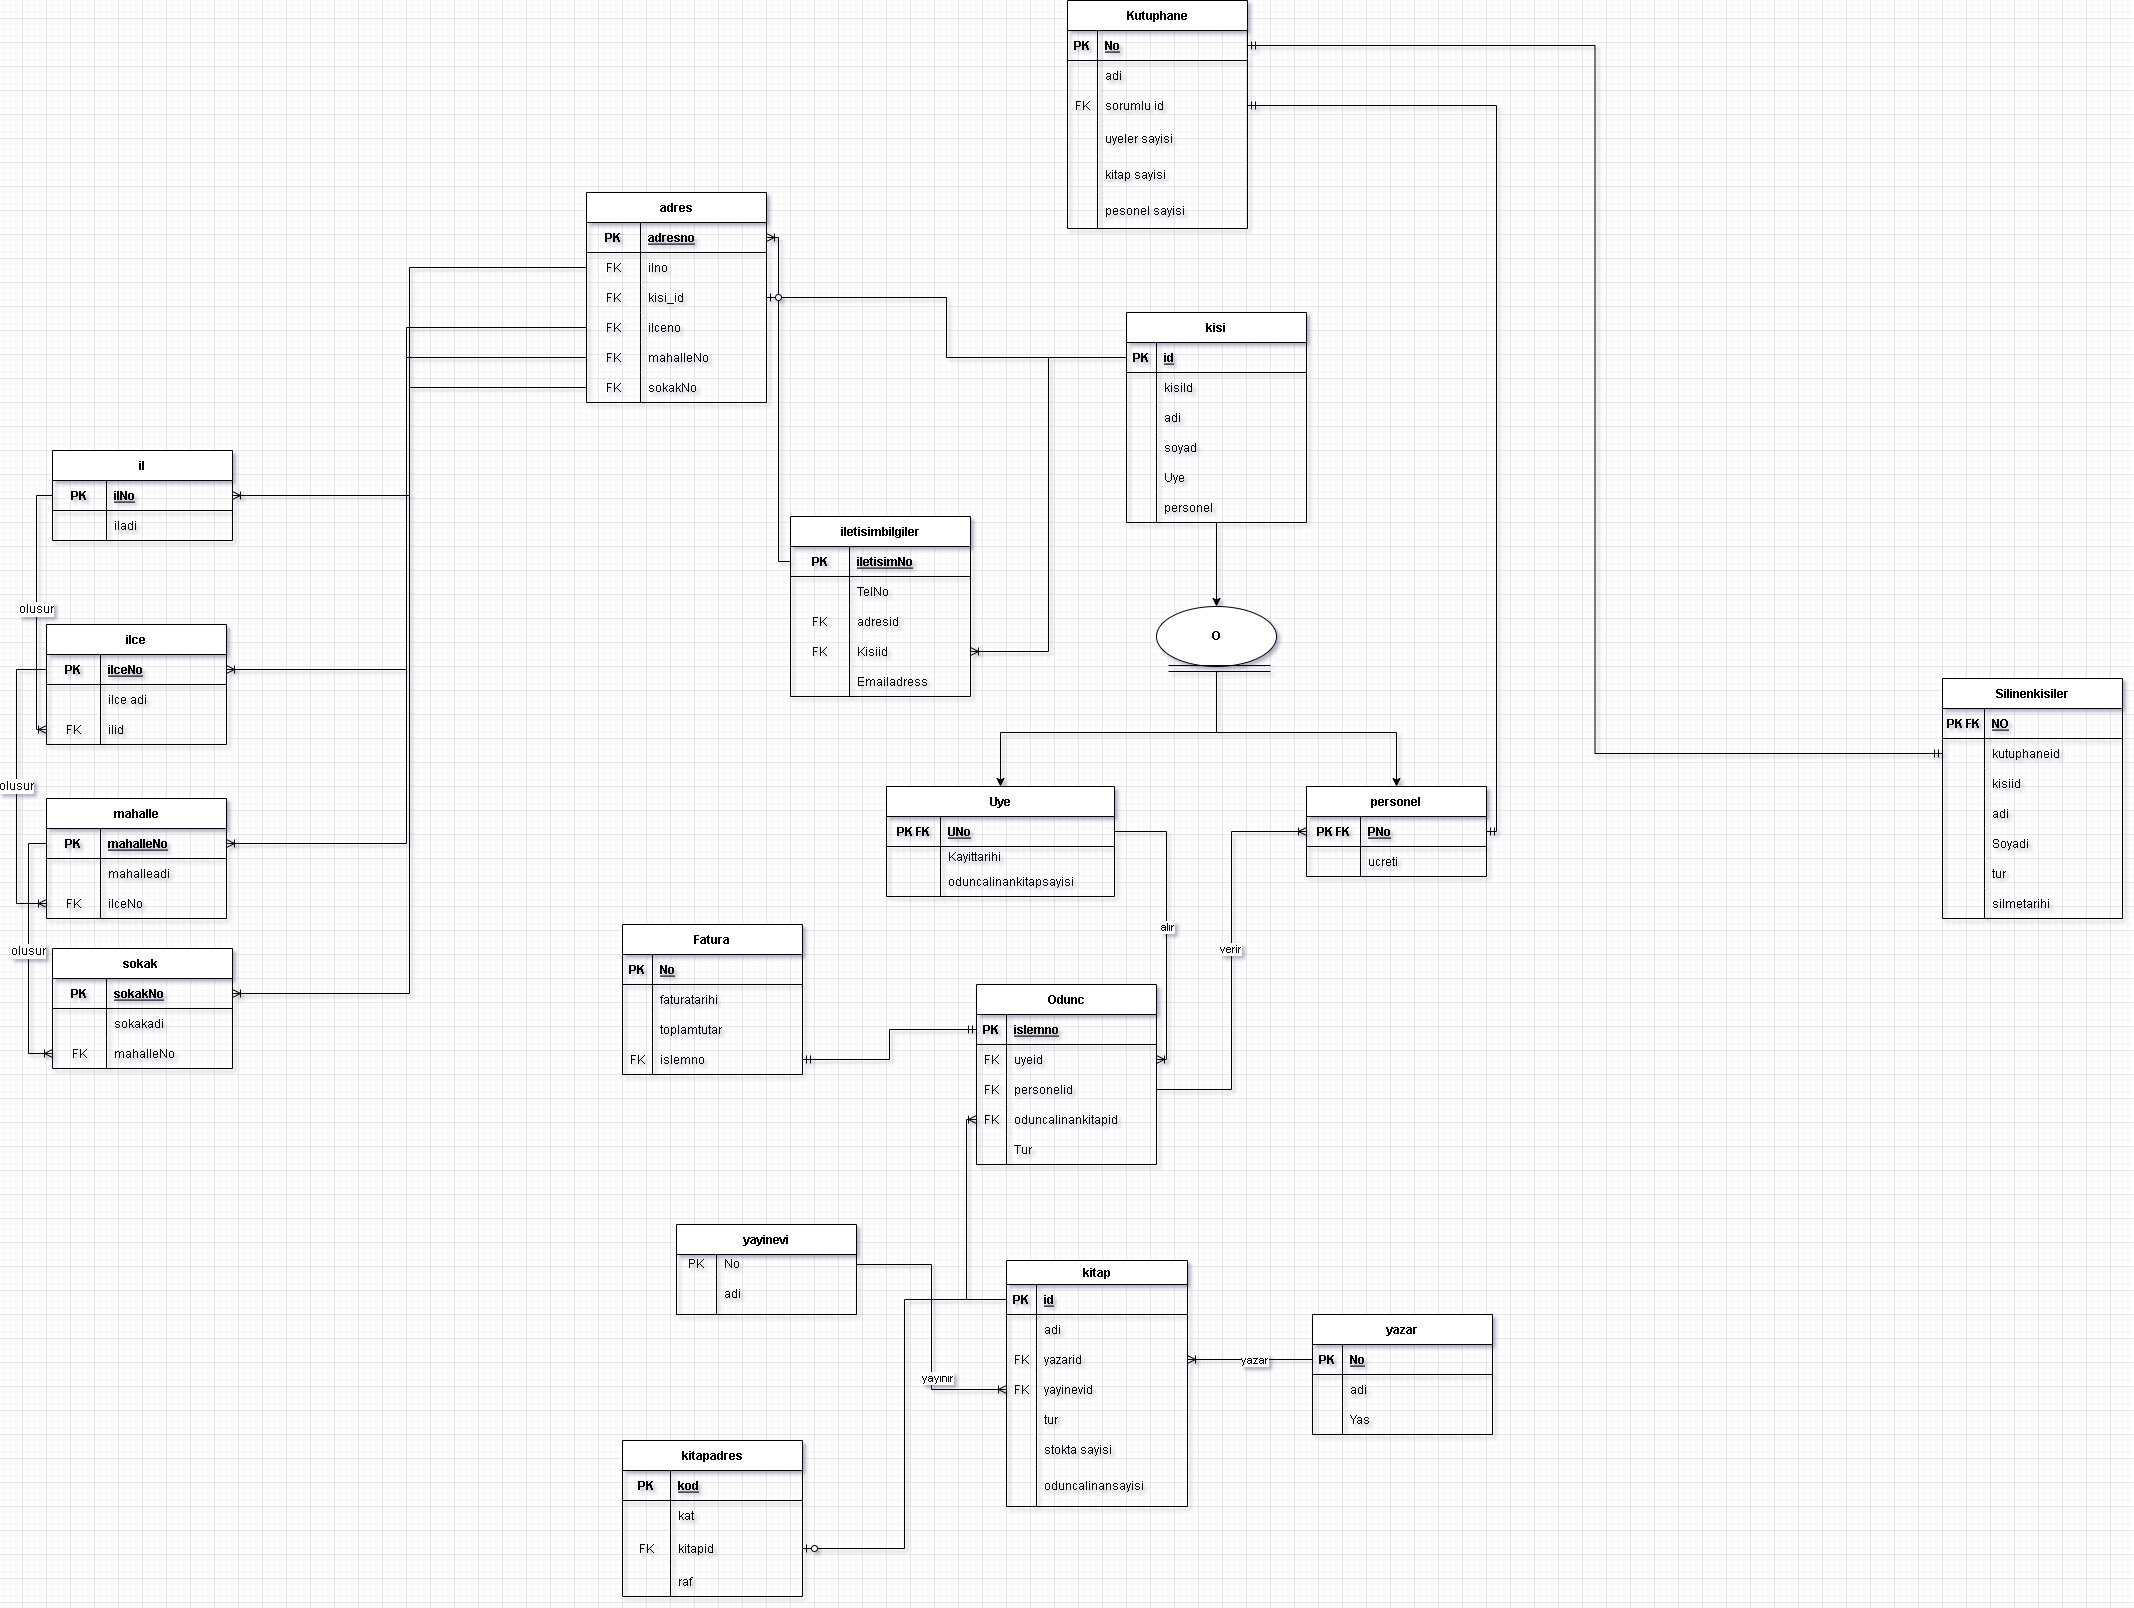 Kutuphane
PK No
adi
FK sorumlu id
uyeler sayisi
kitap sayisi
pesonel sayisi
adres
PK adresno
FK ilno
FK kisi_id
FK ilceno
FK mahalleNo
FK sokakNo
kisi
PK id
kisiId
adi
soyad
Uye
personel
il
PK ilNo
iladi
olusur
iletisimbilgiler
PK iletisimNo
TelNo
FK adresid
FK Kisiid
Emailadress
O
ilce
PK ilceNo
ilce adi
FK ilid
olusur
Silinenkisiler
PK FK NO
kutuphaneid
kisiid
adi
Soyadi
tur
silmetarihi
mahalle
PK mahalleNo
mahalleadi
FK ilceNo
olusur
Uye
PK FK UNo
Kayittarihi
oduncalinankitapsayisi
personel
PK FK PNo
ucreti
alır
verir
sokak
PK sokakNo
sokakadi
FK mahalleNo
Fatura
PK No
faturatarihi
toplamtutar
FK islemno
Odunc
PK islemno
FK uyeid
FK personelid
FK oduncalinankitapid
Tur
yayinevi
PK No
adi
yayınır
kitap
PK id
adi
FK yazarid
FK yayinevid
tur
stokta sayisi
oduncalinansayisi
yazar
yazar
PK No
adi
Yas
kitapadres
PK kod
kat
FK kitapid
raf